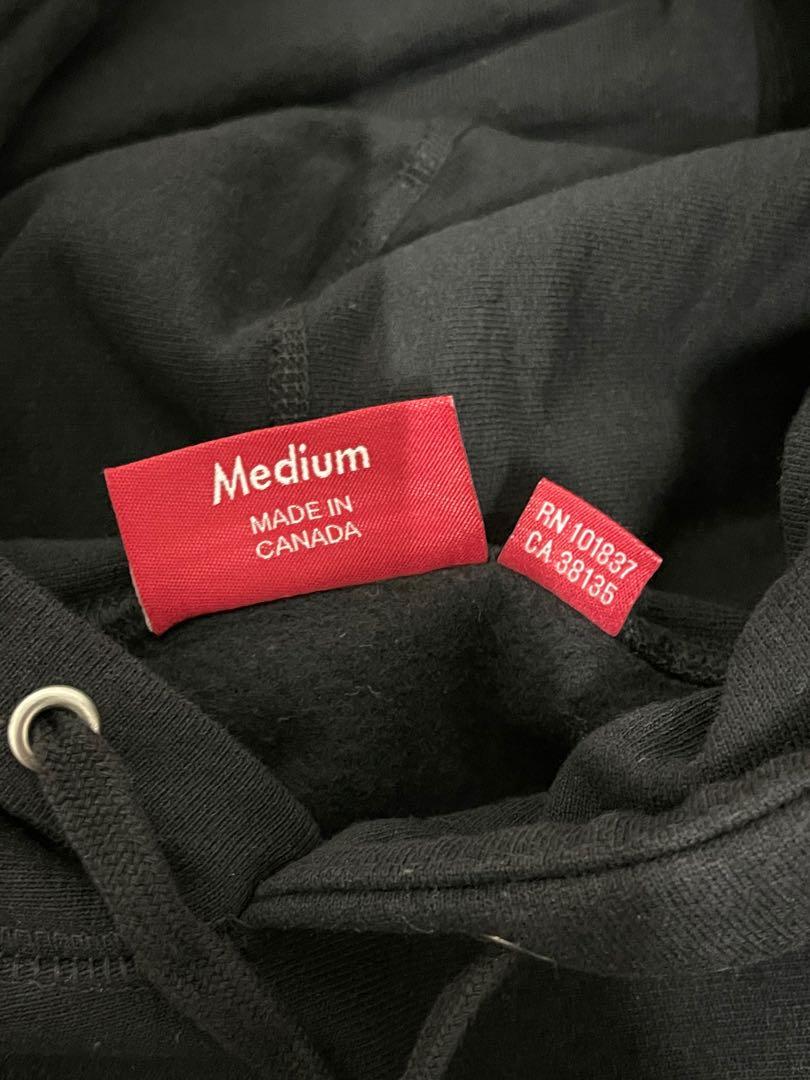 Medium
MADE IN
CANADA
RN 101837
CA 38135